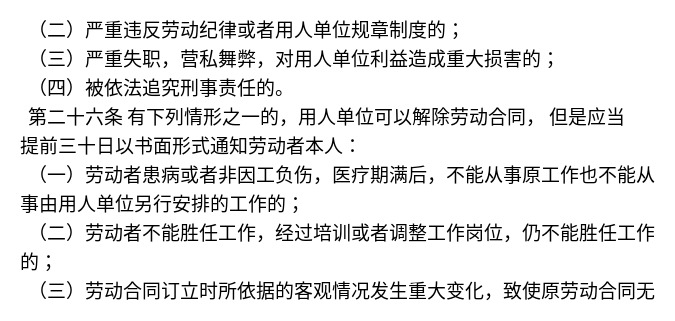 （二）严重违反劳动纪律或者用人单位规章制度的；
（三）严重失职，营私舞弊，对用人单位利益造成重大损害的；
（四）被依法追究刑事责任的。
第二十六条 有下列情形之一的，用人单位可以解除劳动合同， 但是应当
提前三十日以书面形式通知劳动者本人：
（一）劳动者患病或者非因工负伤，医疗期满后，不能从事原工作也不能从
事由用人单位另行安排的工作的；
（二）劳动者不能胜任工作，经过培训或者调整工作岗位，仍不能胜任工作
的；
（三）劳动合同订立时所依据的客观情况发生重大变化，致使原劳动合同无